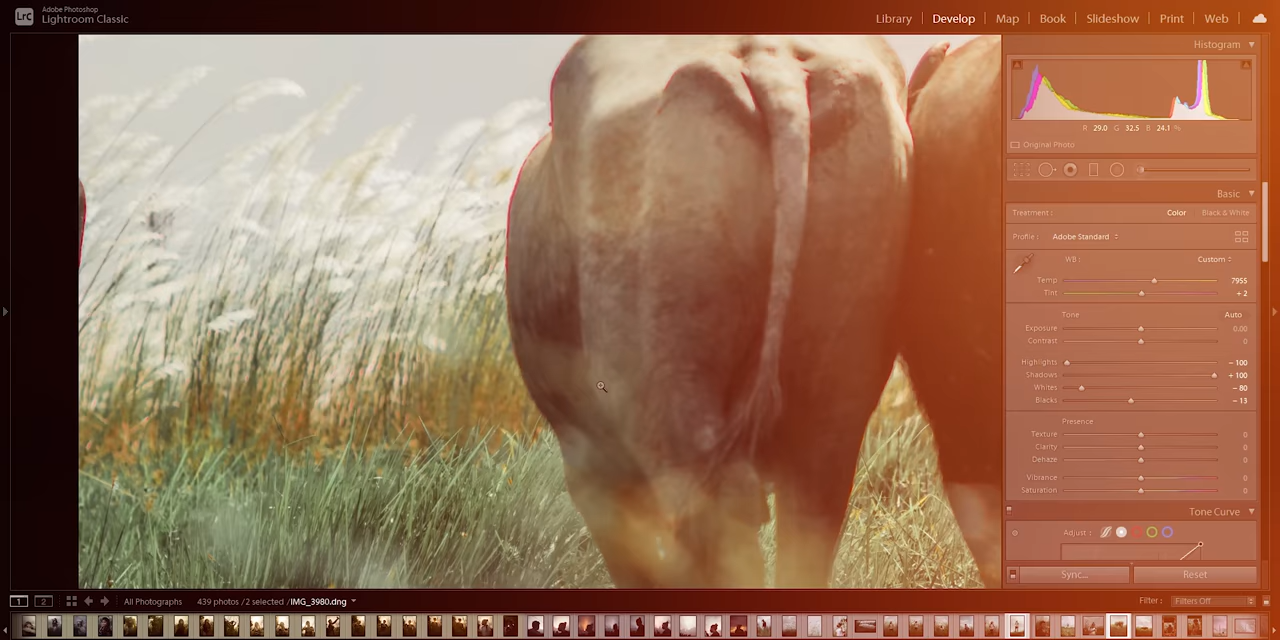 LrC
Adobe Photoshop
Lightroom Classic
Library Develop Map Book Slideshow Print Web
Histogram
R 29.0 G 32.5 B 24.1 %
Original Photo
Basic
Treatment : Color Black & White
Profile : Adobe Standard
WB : Custom
Temp 7955
Tint + 2
Tone Auto
Exposure 0.00
Contrast 0
Highlights − 100
Shadows + 100
Whites − 80
Blacks − 13
Presence
Texture 0
Clarity 0
Dehaze 0
Vibrance 0
Saturation 0
Tone Curve
Adjust :
Sync... Reset
1 2 All Photographs 439 photos / 2 selected / IMG_3980.dng Filter : Filters Off